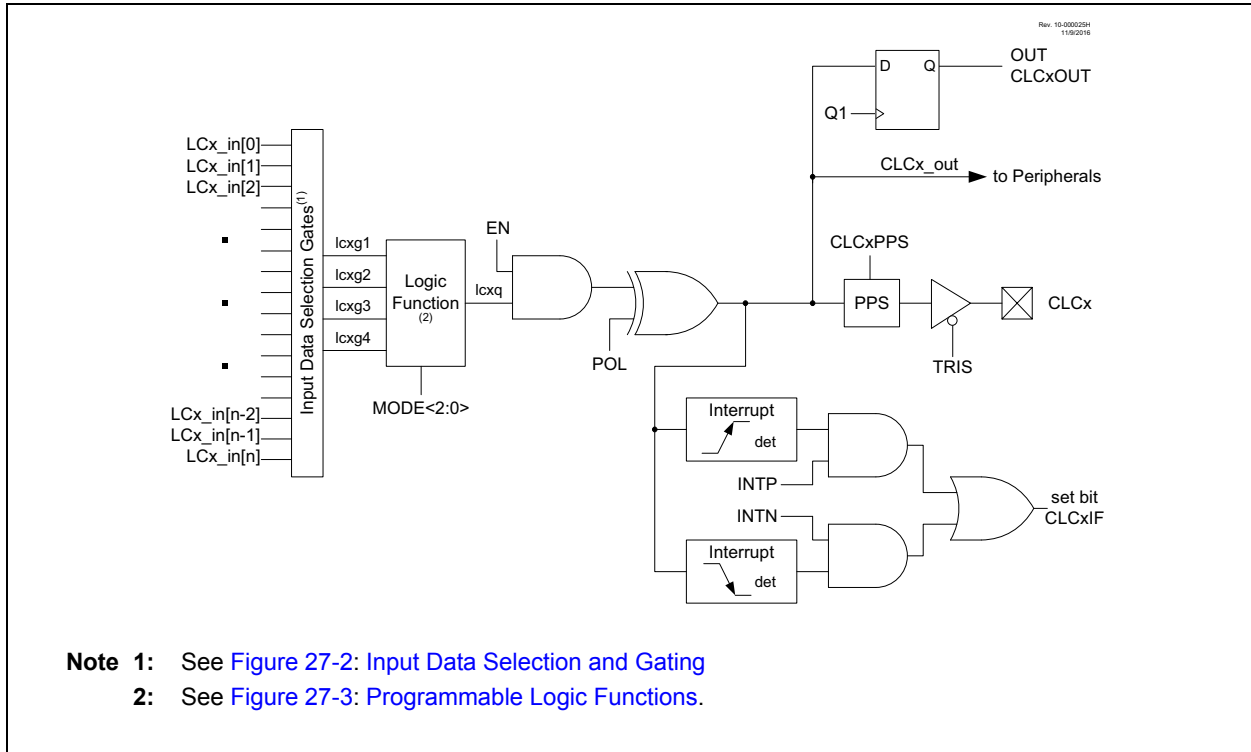 Rev. 10-000025H
11/9/2016
OUT
CLCxOUT
D
Q
Q1
LCx_in[0]
LCx_in[1]
LCx_in[2]
LCx_in[n-2]
LCx_in[n-1]
LCx_in[n]
Input Data Selection Gates(1)
lcxg1
lcxg2
lcxg3
lcxg4
Logic
Function
(2)
MODE<2:0>
lcxq
EN
POL
CLCx_out
to Peripherals
CLCxPPS
PPS
CLCx
TRIS
Interrupt
det
INTP
INTN
Interrupt
det
set bit
CLCxIF
Note 1: See Figure 27-2: Input Data Selection and Gating
2: See Figure 27-3: Programmable Logic Functions.